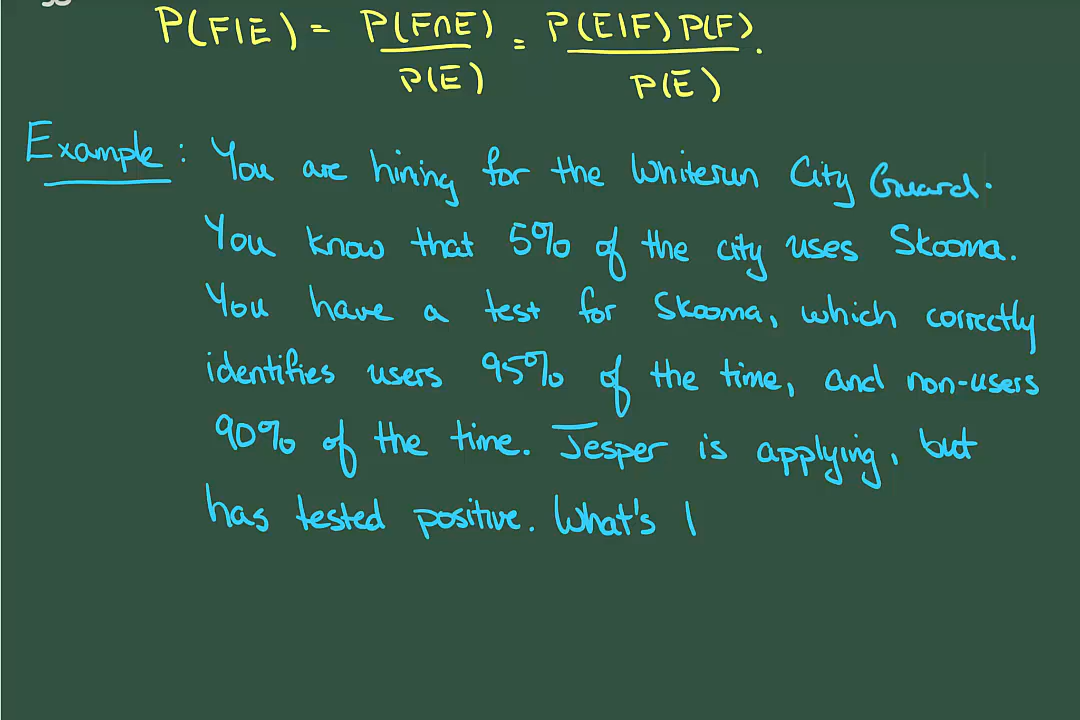 P(F|E) = P(F∩E) / P(E) = P(E|F) P(F) / P(E).
Example: You are hiring for the Whiterun City Guard.
You know that 5% of the city uses Skooma.
You have a test for Skooma, which correctly
identifies users 95% of the time, and non-users
90% of the time. Jesper is applying, but
has tested positive. What's